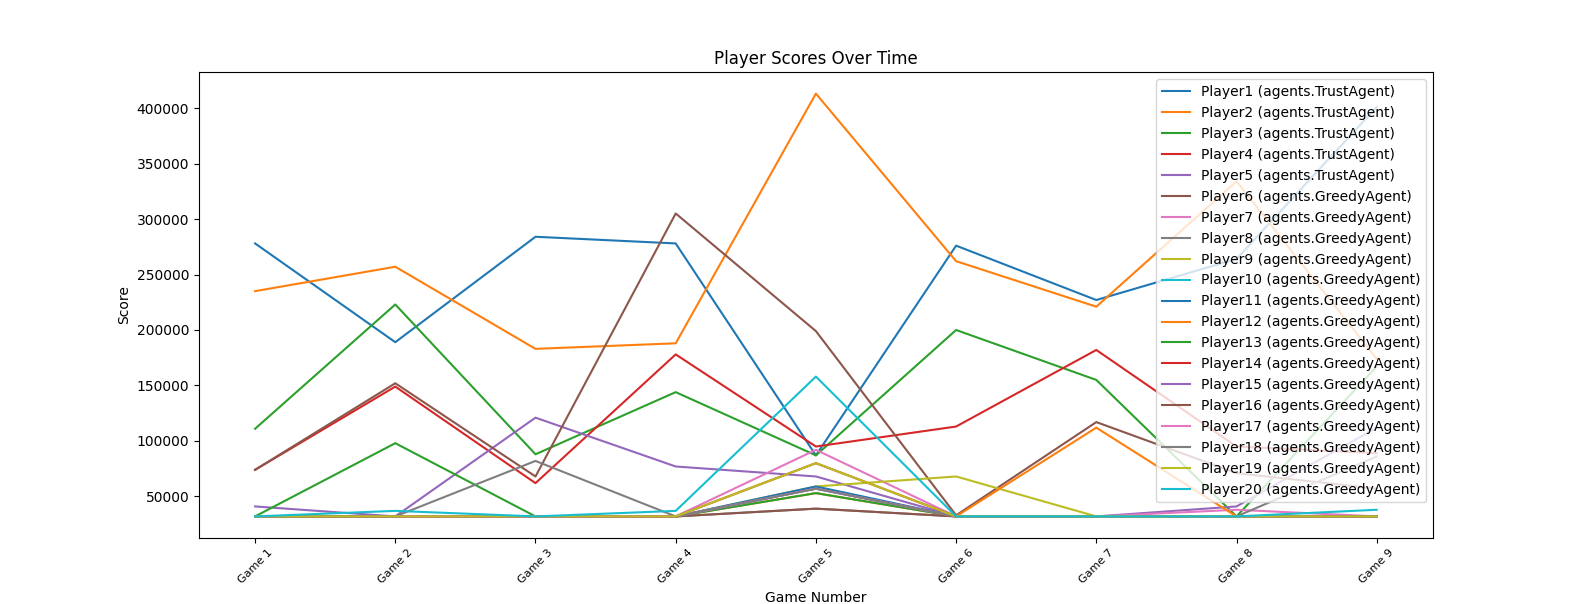 Player Scores Over Time
Score
400000
350000
300000
250000
200000
150000
100000
50000
Player1 (agents.TrustAgent)
Player2 (agents.TrustAgent)
Player3 (agents.TrustAgent)
Player4 (agents.TrustAgent)
Player5 (agents.TrustAgent)
Player6 (agents.GreedyAgent)
Player7 (agents.GreedyAgent)
Player8 (agents.GreedyAgent)
Player9 (agents.GreedyAgent)
Player10 (agents.GreedyAgent)
Player11 (agents.GreedyAgent)
Player12 (agents.GreedyAgent)
Player13 (agents.GreedyAgent)
Player14 (agents.GreedyAgent)
Player15 (agents.GreedyAgent)
Player16 (agents.GreedyAgent)
Player17 (agents.GreedyAgent)
Player18 (agents.GreedyAgent)
Player19 (agents.GreedyAgent)
Player20 (agents.GreedyAgent)
Game 1
Game 2
Game 3
Game 4
Game 5
Game 6
Game 7
Game 8
Game 9
Game Number